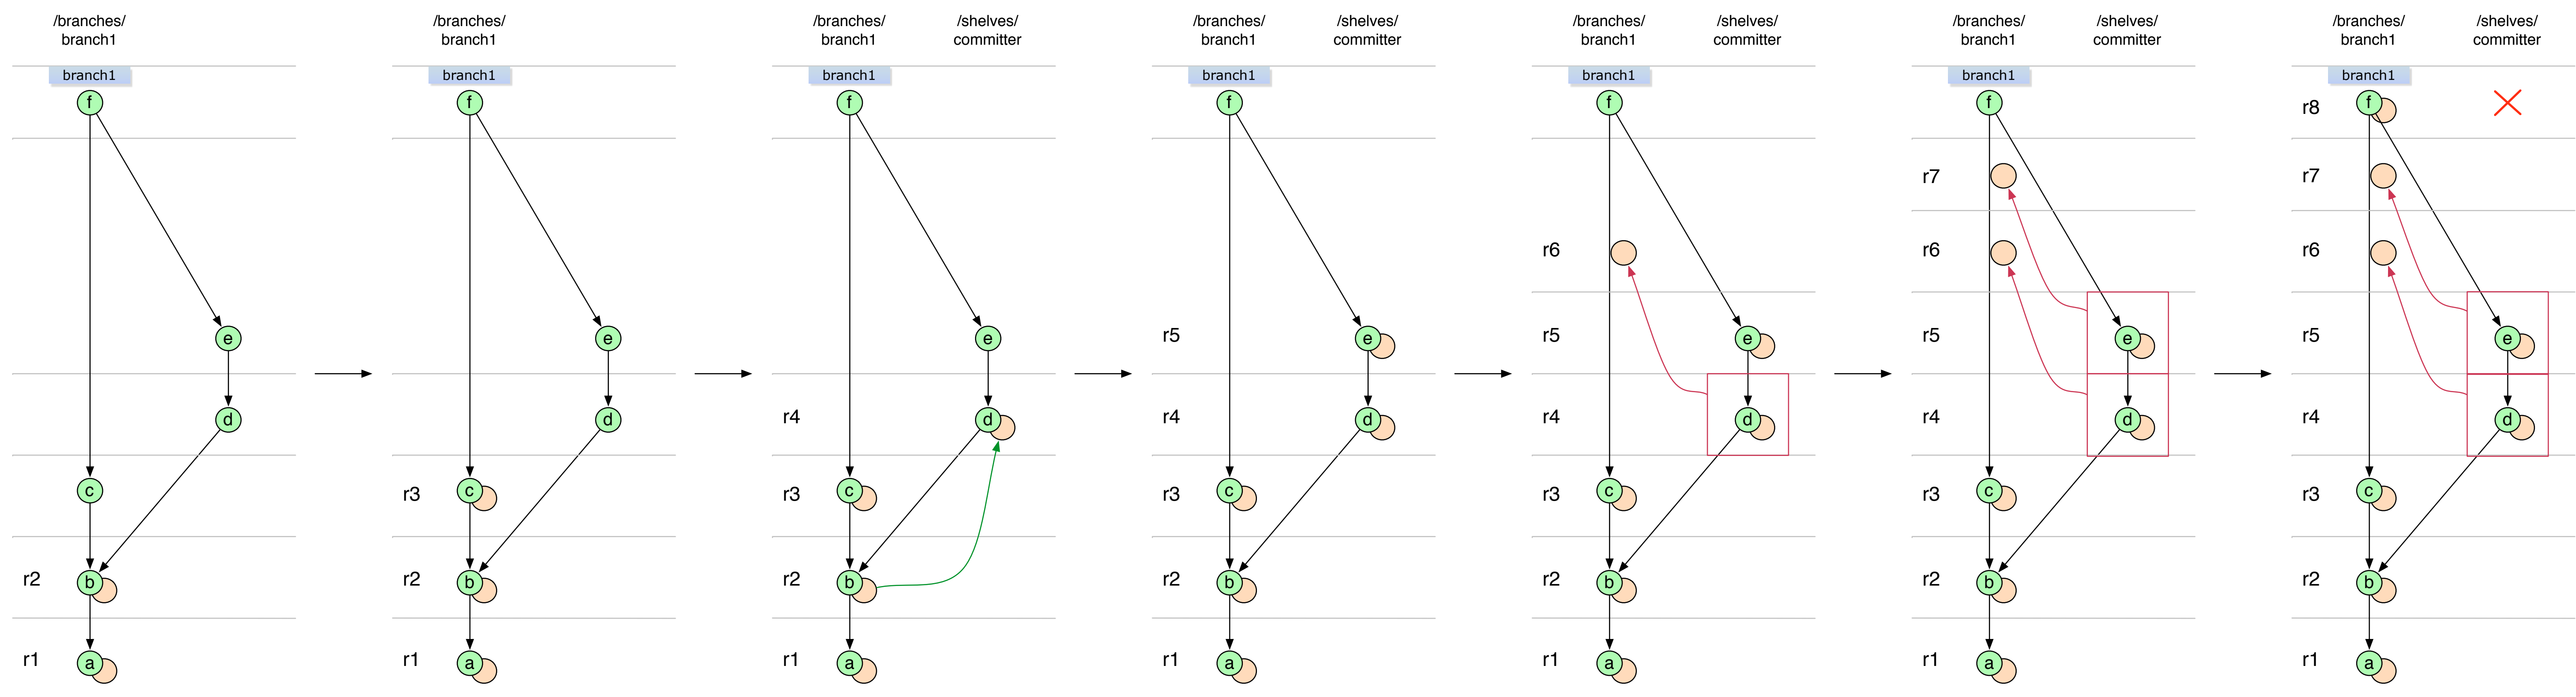 /branches/
branch1
branch1
f
e
d
c
r2
b
r1
a
/branches/
branch1
branch1
f
e
d
r3
c
r2
b
r1
a
/branches/
branch1
/shelves/
committer
branch1
f
e
r4
d
r3
c
r2
b
r1
a
/branches/
branch1
/shelves/
committer
branch1
f
r5
e
r4
d
r3
c
r2
b
r1
a
/branches/
branch1
/shelves/
committer
branch1
f
r6
r5
e
r4
d
r3
c
r2
b
r1
a
/branches/
branch1
/shelves/
committer
branch1
f
r7
r6
r5
e
r4
d
r3
c
r2
b
r1
a
/branches/
branch1
/shelves/
committer
branch1
r8
f
r7
r6
r5
e
r4
d
r3
c
r2
b
r1
a